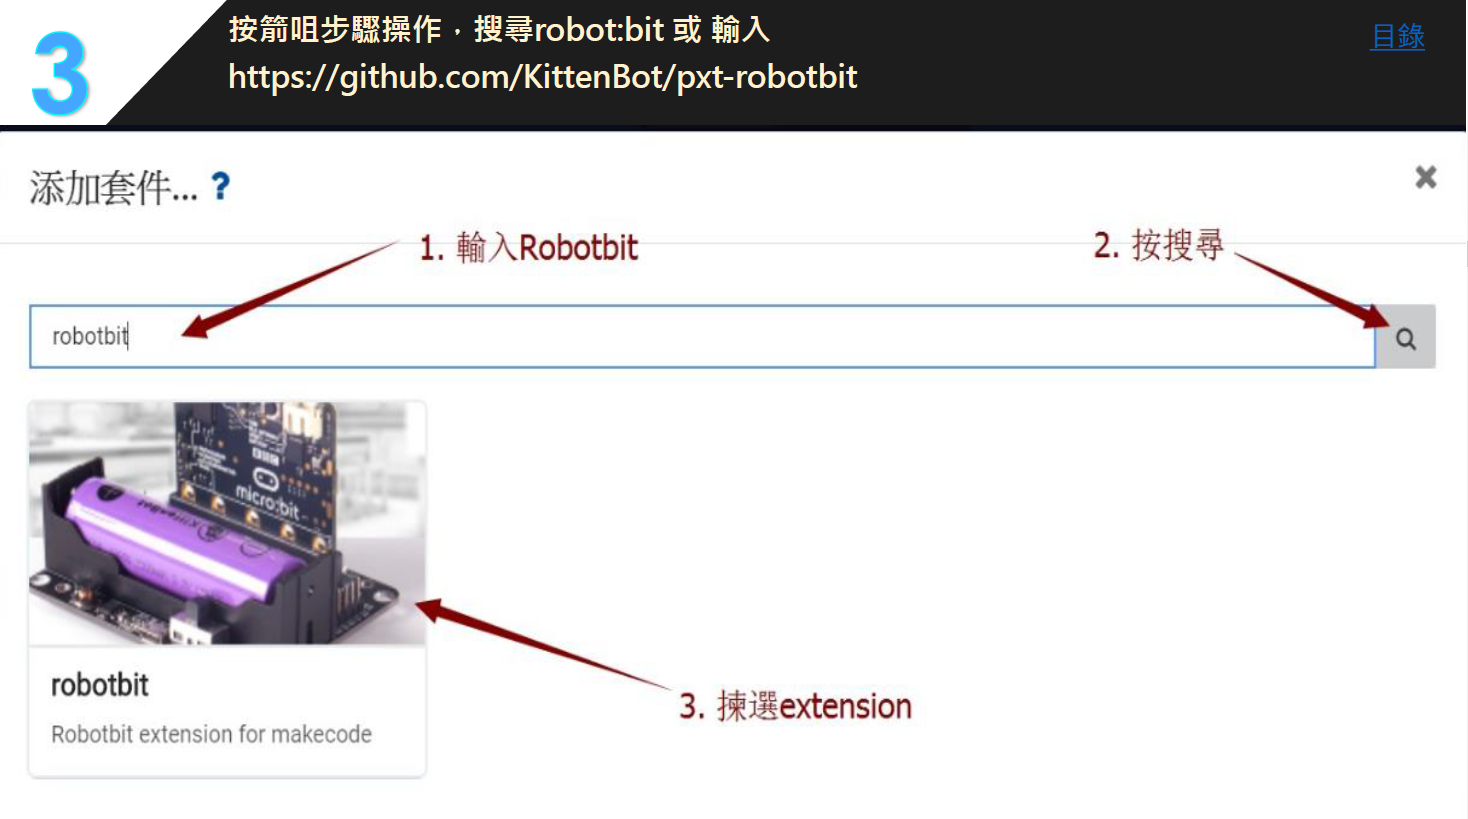 3
按箭咀步驟操作，搜尋robot:bit 或 輸入
https://github.com/KittenBot/pxt-robotbit
目錄
添加套件... ?
1. 輸入Robotbit
2. 按搜尋
robotbit
micro:bit
KittenBot
3. 揀選extension
robotbit
Robotbit extension for makecode